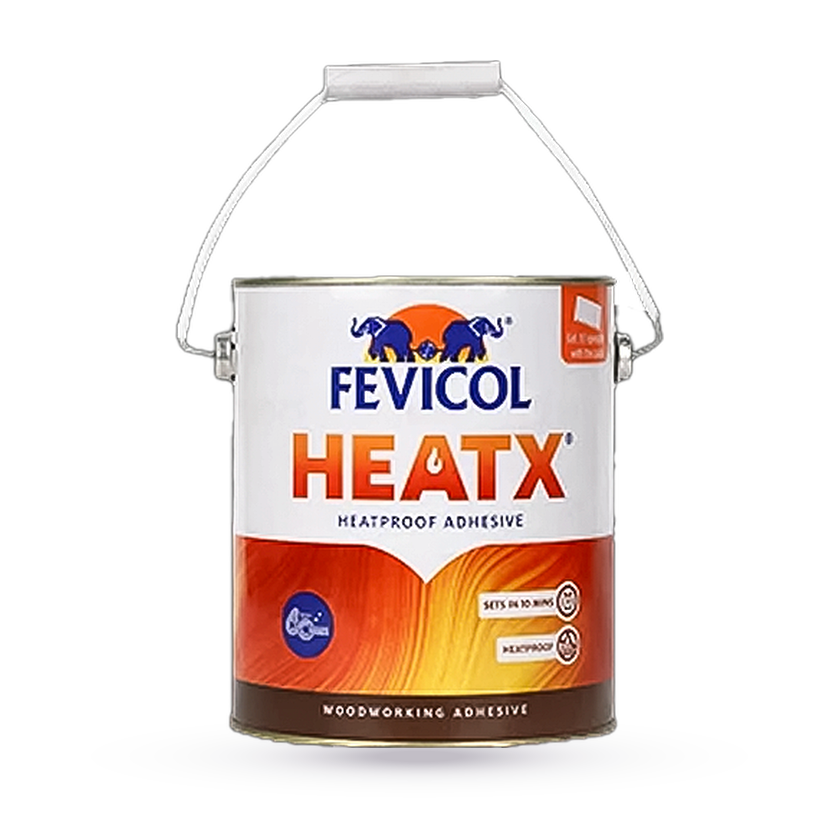 FEVICOL®
HEATX®
HEATPROOF ADHESIVE
SETS IN 10 MINS
HEATPROOF
WOODWORKING ADHESIVE